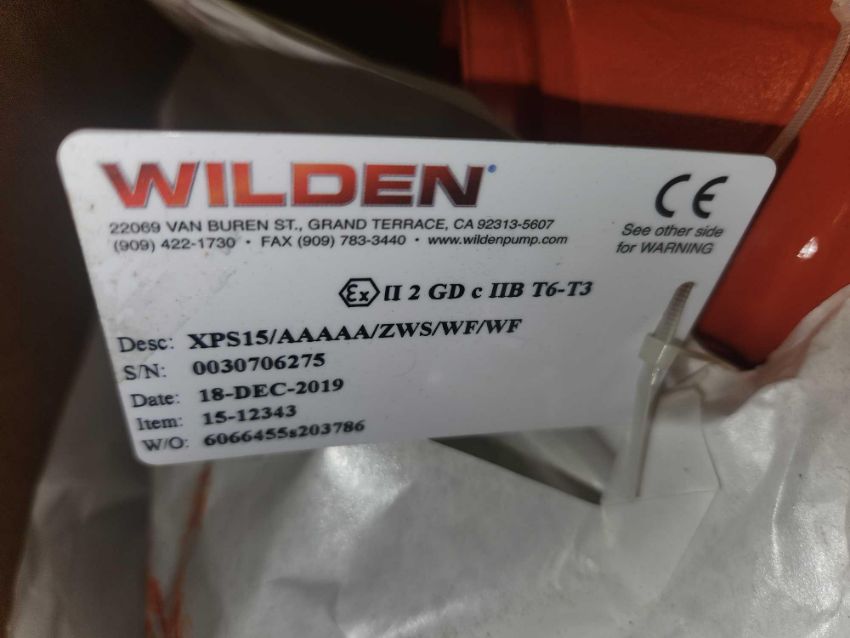 WILDEN
22069 VAN BUREN ST., GRAND TERRACE, CA 92313-5607
(909) 422-1730 • FAX (909) 783-3440 • www.wildenpump.com
CE
See other side
for WARNING
Ex II 2 GD c IIB T6-T3
Desc: XPS15/AAAAA/ZWS/WF/WF
S/N: 0030706275
Date: 18-DEC-2019
Item: 15-12343
W/O: 6066455s203786